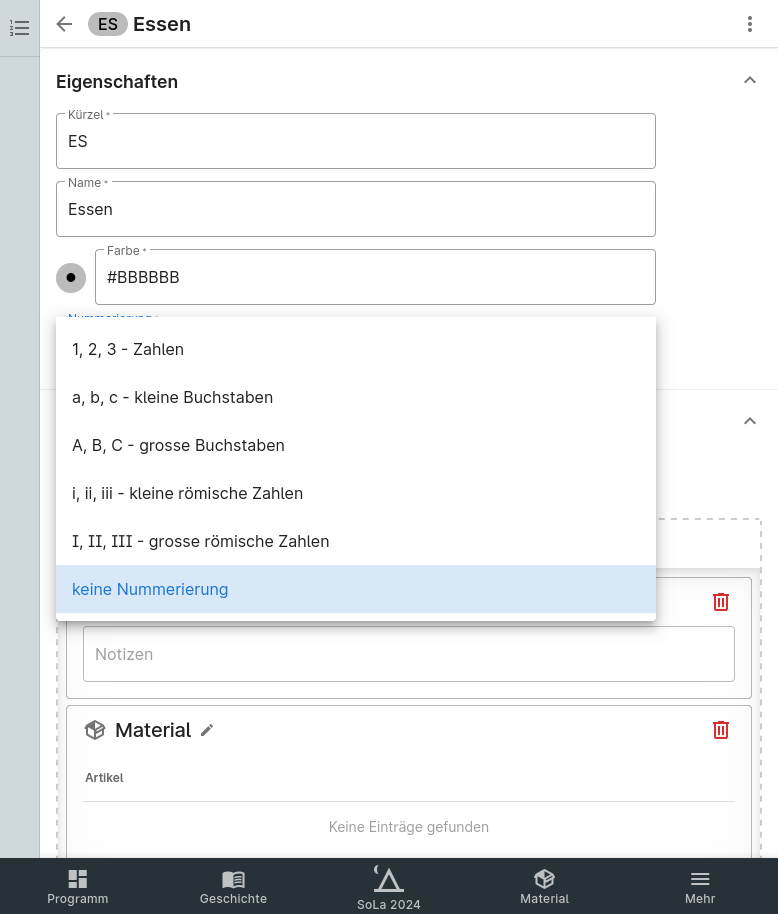 ES Essen
Eigenschaften
Kürzel *
ES
Name *
Essen
Farbe *
#BBBBBB
Nummerierung *
1, 2, 3 - Zahlen
a, b, c - kleine Buchstaben
A, B, C - grosse Buchstaben
i, ii, iii - kleine römische Zahlen
I, II, III - grosse römische Zahlen
keine Nummerierung
Notizen
Material
Artikel
Keine Einträge gefunden
Programm
Geschichte
SoLa 2024
Material
Mehr